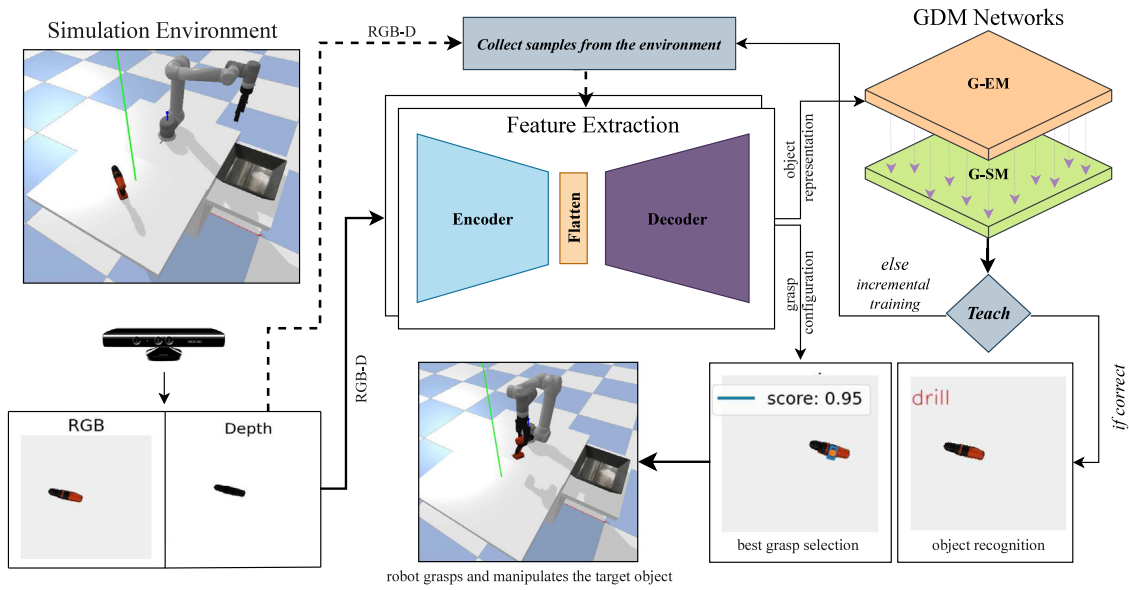 Simulation Environment
RGB-D
Collect samples from the environment
GDM Networks
G-EM
G-SM
Feature Extraction
Encoder
Flatten
Decoder
object
representation
grasp
configuration
else
incremental
training
Teach
if correct
RGB-D
RGB
Depth
score: 0.95
drill
best grasp selection
object recognition
robot grasps and manipulates the target object